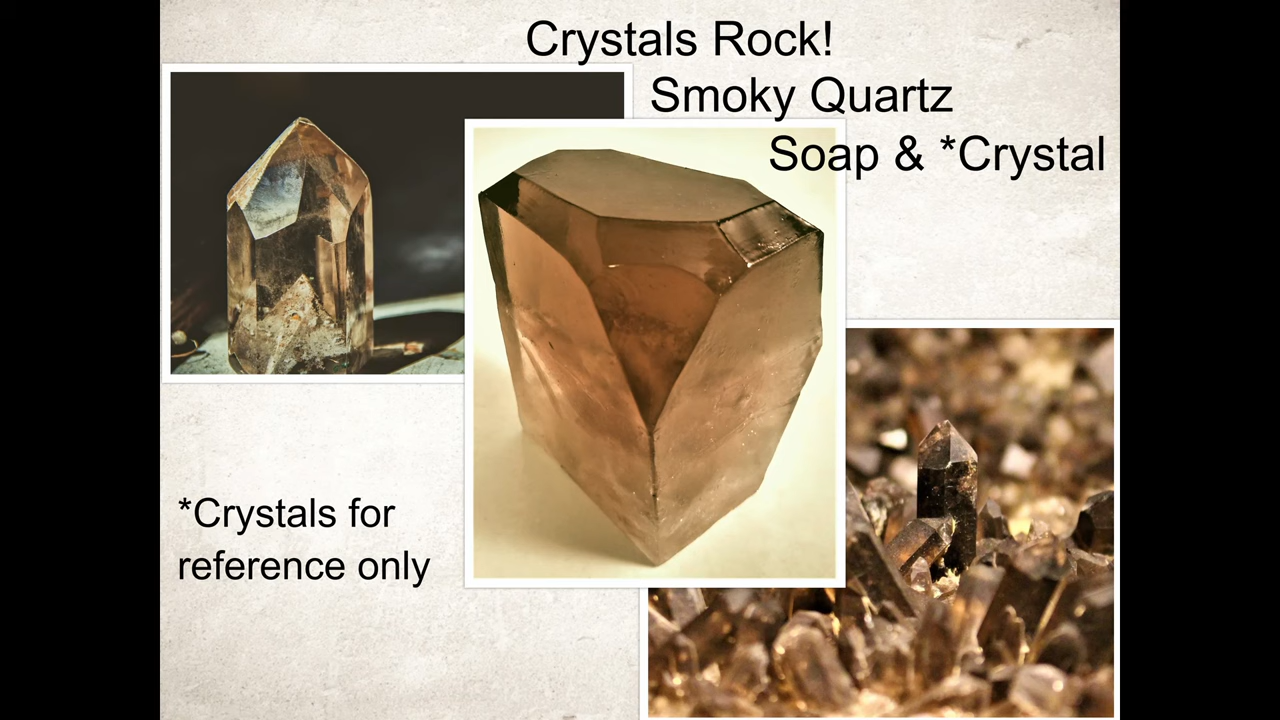 Crystals Rock!
Smoky Quartz
Soap & *Crystal
*Crystals for
reference only